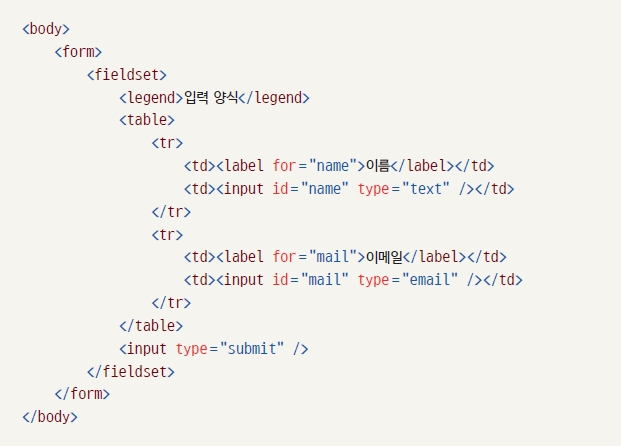 <body>
<form>
<fieldset>
<legend>입력 양식</legend>
<table>
<tr>
<td><label for="name">이름</label></td>
<td><input id="name" type="text" /></td>
</tr>
<tr>
<td><label for="mail">이메일</label></td>
<td><input id="mail" type="email" /></td>
</tr>
</table>
<input type="submit" />
</fieldset>
</form>
</body>